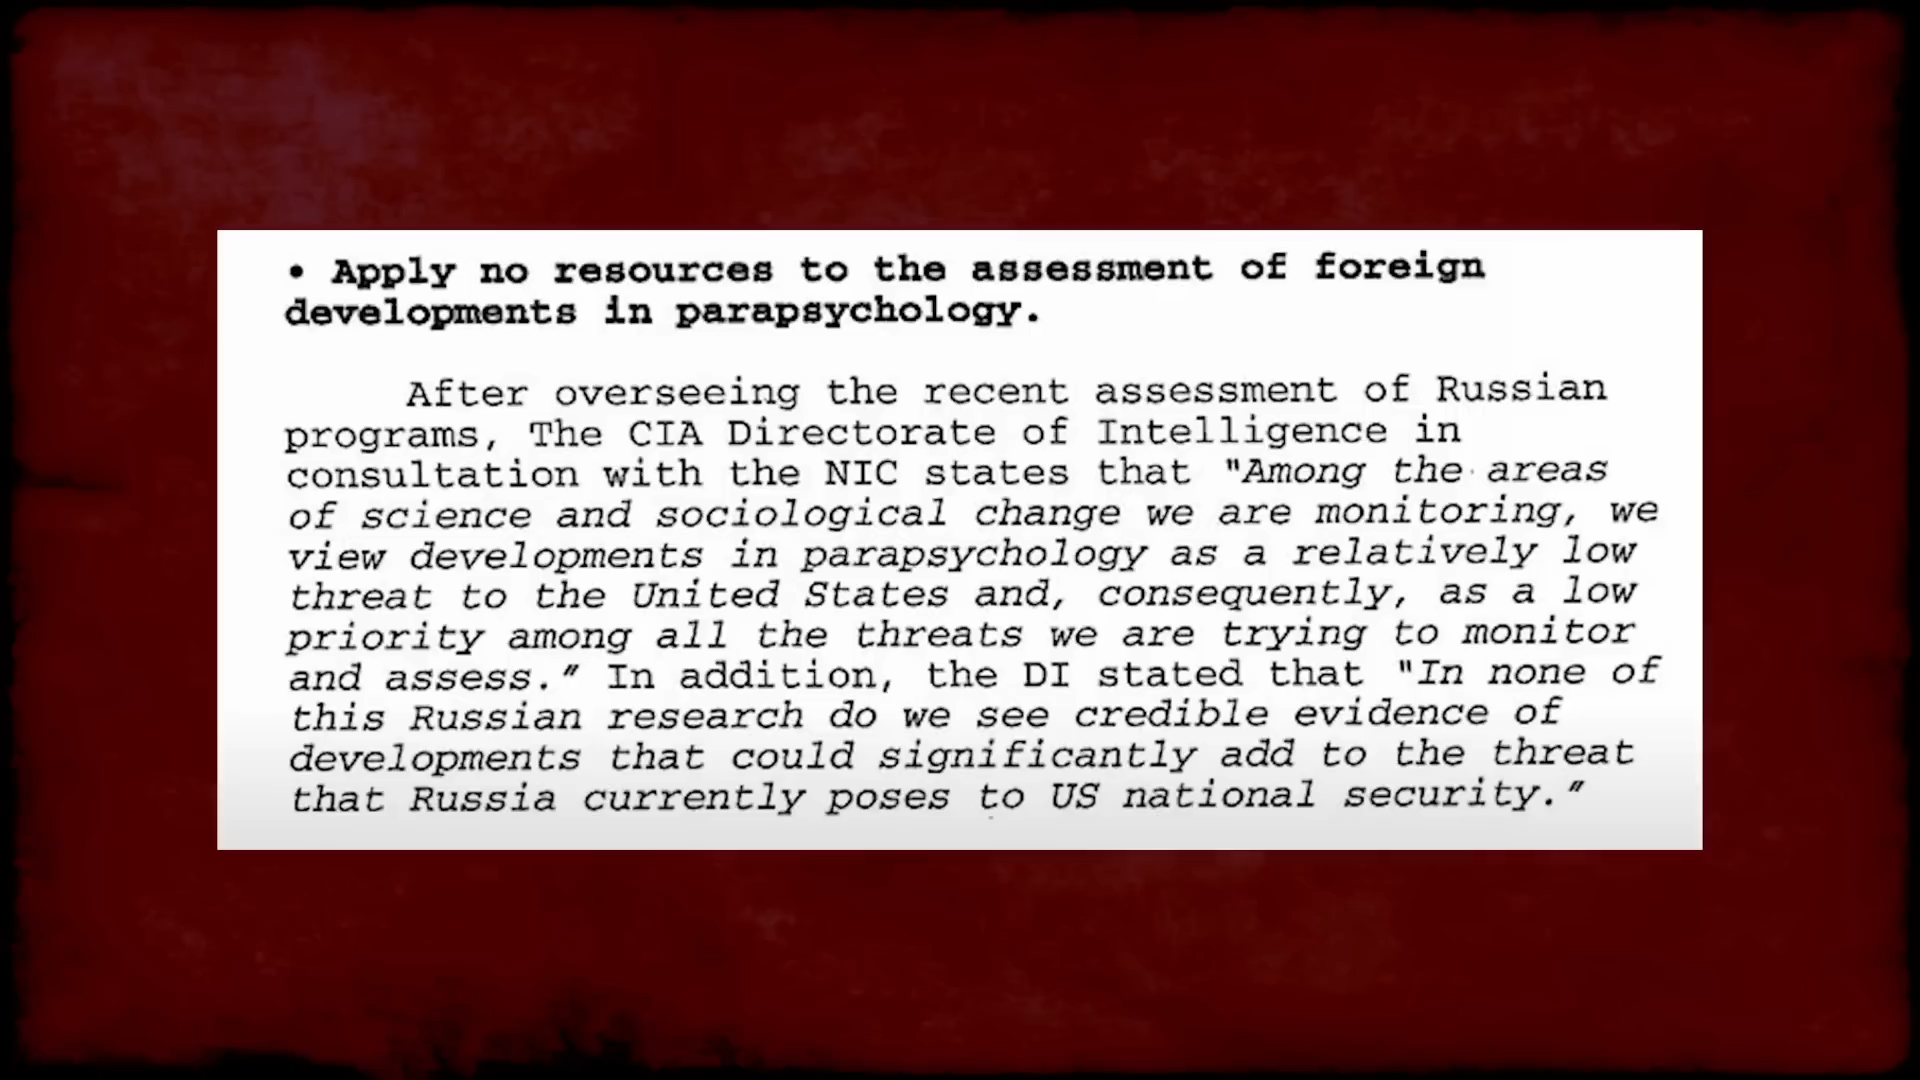 • Apply no resources to the assessment of foreign
developments in parapsychology.
After overseeing the recent assessment of Russian
programs, The CIA Directorate of Intelligence in
consultation with the NIC states that "Among the areas
of science and sociological change we are monitoring, we
view developments in parapsychology as a relatively low
threat to the United States and, consequently, as a low
priority among all the threats we are trying to monitor
and assess." In addition, the DI stated that "In none of
this Russian research do we see credible evidence of
developments that could significantly add to the threat
that Russia currently poses to US national security."